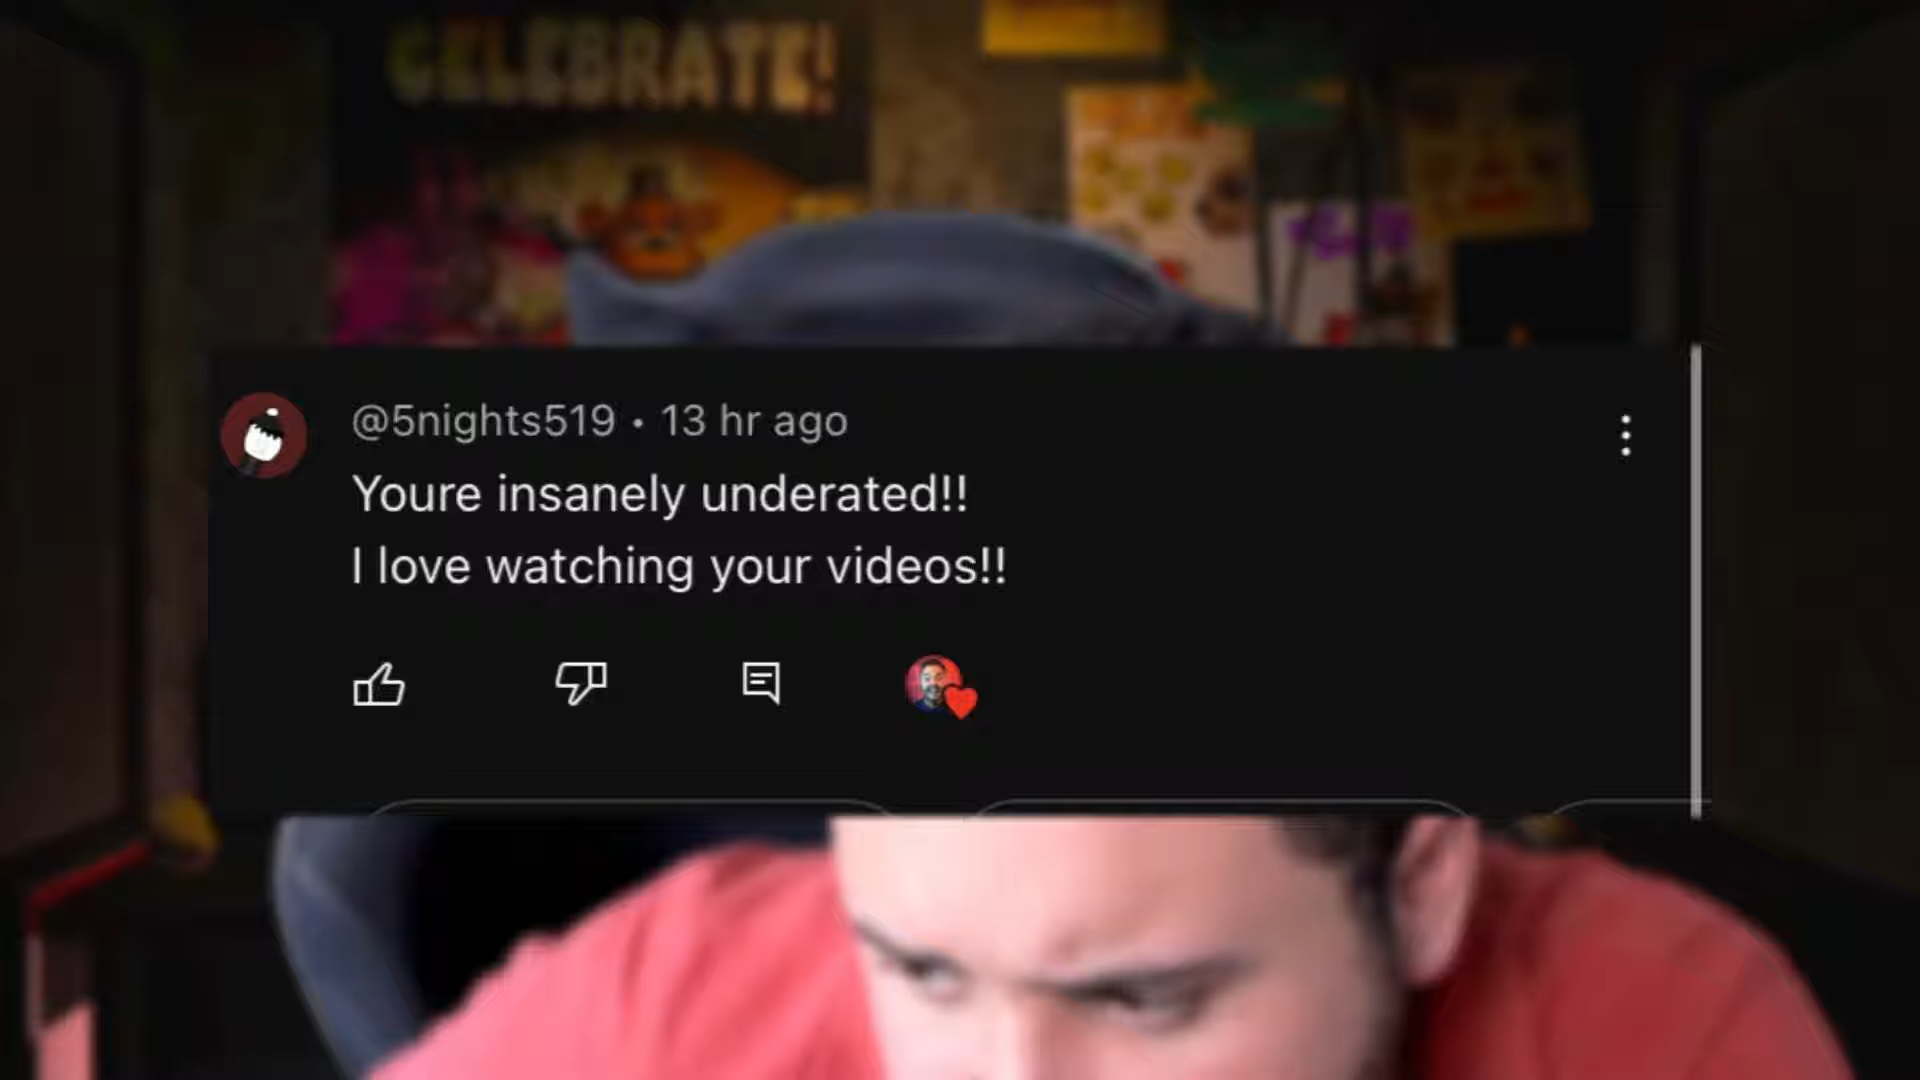 CELEBRATE!
@5nights519 • 13 hr ago
Youre insanely underated!!
I love watching your videos!!